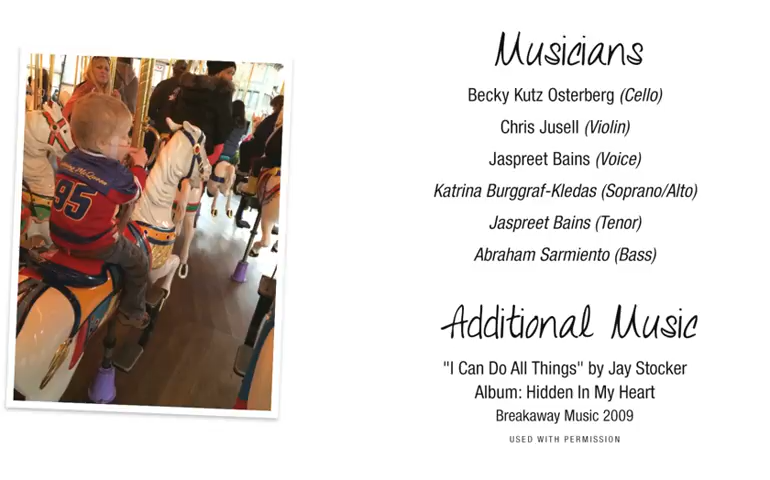 Musicians
Becky Kutz Osterberg (Cello)
Chris Jusell (Violin)
Jaspreet Bains (Voice)
Katrina Burggraf-Kledas (Soprano/Alto)
Jaspreet Bains (Tenor)
Abraham Sarmiento (Bass)
Additional Music
"I Can Do All Things" by Jay Stocker
Album: Hidden In My Heart
Breakaway Music 2009
USED WITH PERMISSION
McQueen
95